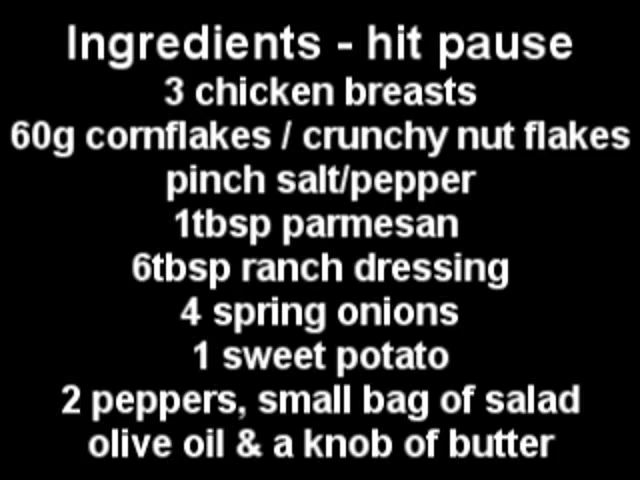 Ingredients - hit pause
3 chicken breasts
60g cornflakes / crunchy nut flakes
pinch salt/pepper
1tbsp parmesan
6tbsp ranch dressing
4 spring onions
1 sweet potato
2 peppers, small bag of salad
olive oil & a knob of butter